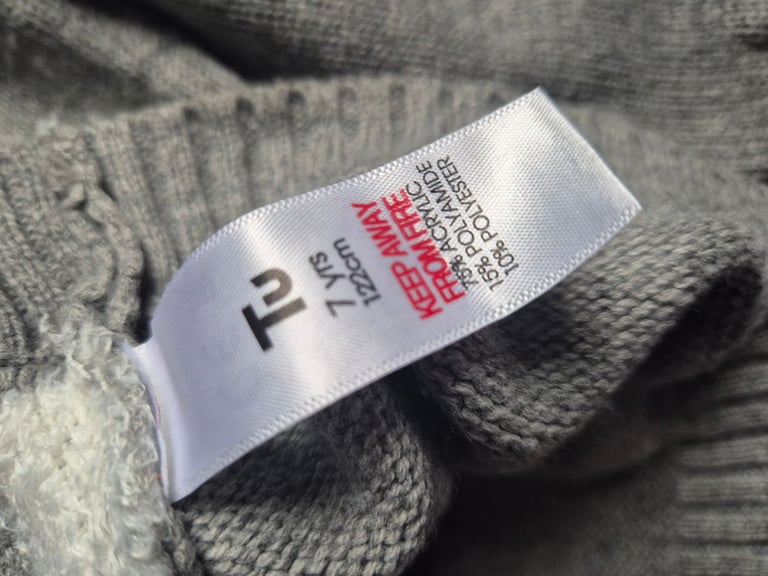 Tu
7 yrs
122cm
KEEP AWAY
FROM FIRE
75% ACRYLIC
15% POLYAMIDE
10% POLYESTER